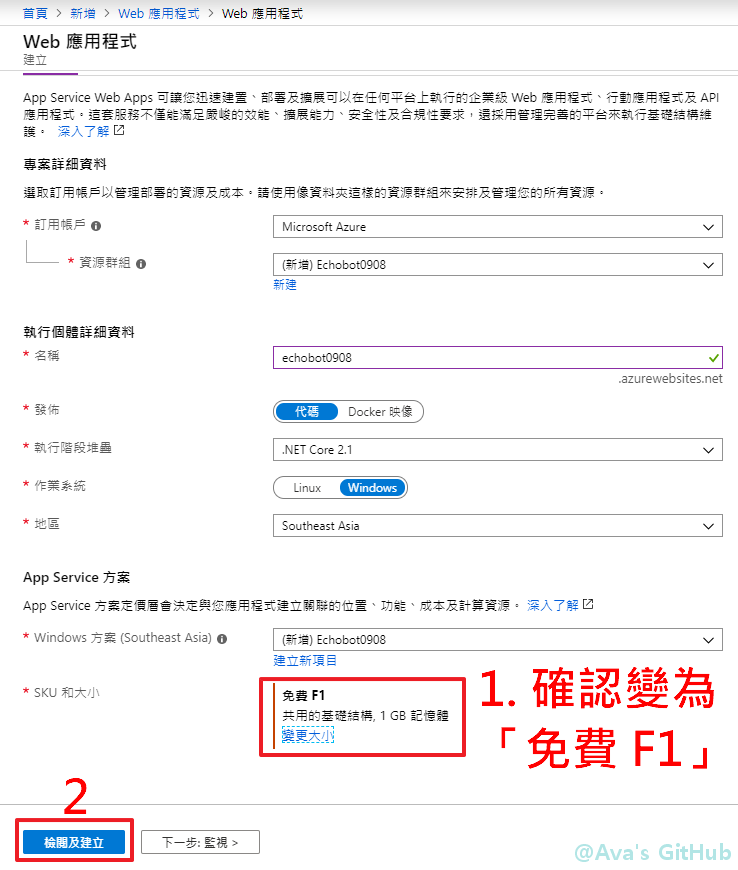 首頁 > 新增 > Web 應用程式 > Web 應用程式
Web 應用程式
建立
App Service Web Apps 可讓您迅速建置、部署及擴展可以在任何平台上執行的企業級 Web 應用程式、行動應用程式及 API
應用程式。這套服務不僅能滿足嚴峻的效能、擴展能力、安全性及合規性要求，還採用管理完善的平台來執行基礎結構維
護。 深入了解
專案詳細資料
選取訂用帳戶以管理部署的資源及成本。請使用像資料夾這樣的資源群組來安排及管理您的所有資源。
* 訂用帳戶
Microsoft Azure
* 資源群組
(新增) Echobot0908
新建
執行個體詳細資料
* 名稱
echobot0908
.azurewebsites.net
* 發佈
代碼 Docker 映像
* 執行階段堆疊
.NET Core 2.1
* 作業系統
Linux Windows
* 地區
Southeast Asia
App Service 方案
App Service 方案定價層會決定與您應用程式建立關聯的位置、功能、成本及計算資源。 深入了解
* Windows 方案 (Southeast Asia)
(新增) Echobot0908
建立新項目
* SKU 和大小
免費 F1
共用的基礎結構, 1 GB 記憶體
變更大小
1. 確認變為
「免費 F1」
2
檢閱及建立
下一步: 監視 >
@Ava's GitHub